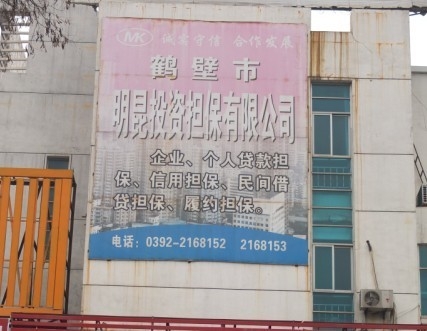 MK 诚实守信 合作发展
鹤壁市
明昆投资担保有限公司
企业、个人贷款担
保、信用担保、民间借
贷担保、履约担保。
电话：0392-2168152 2168153